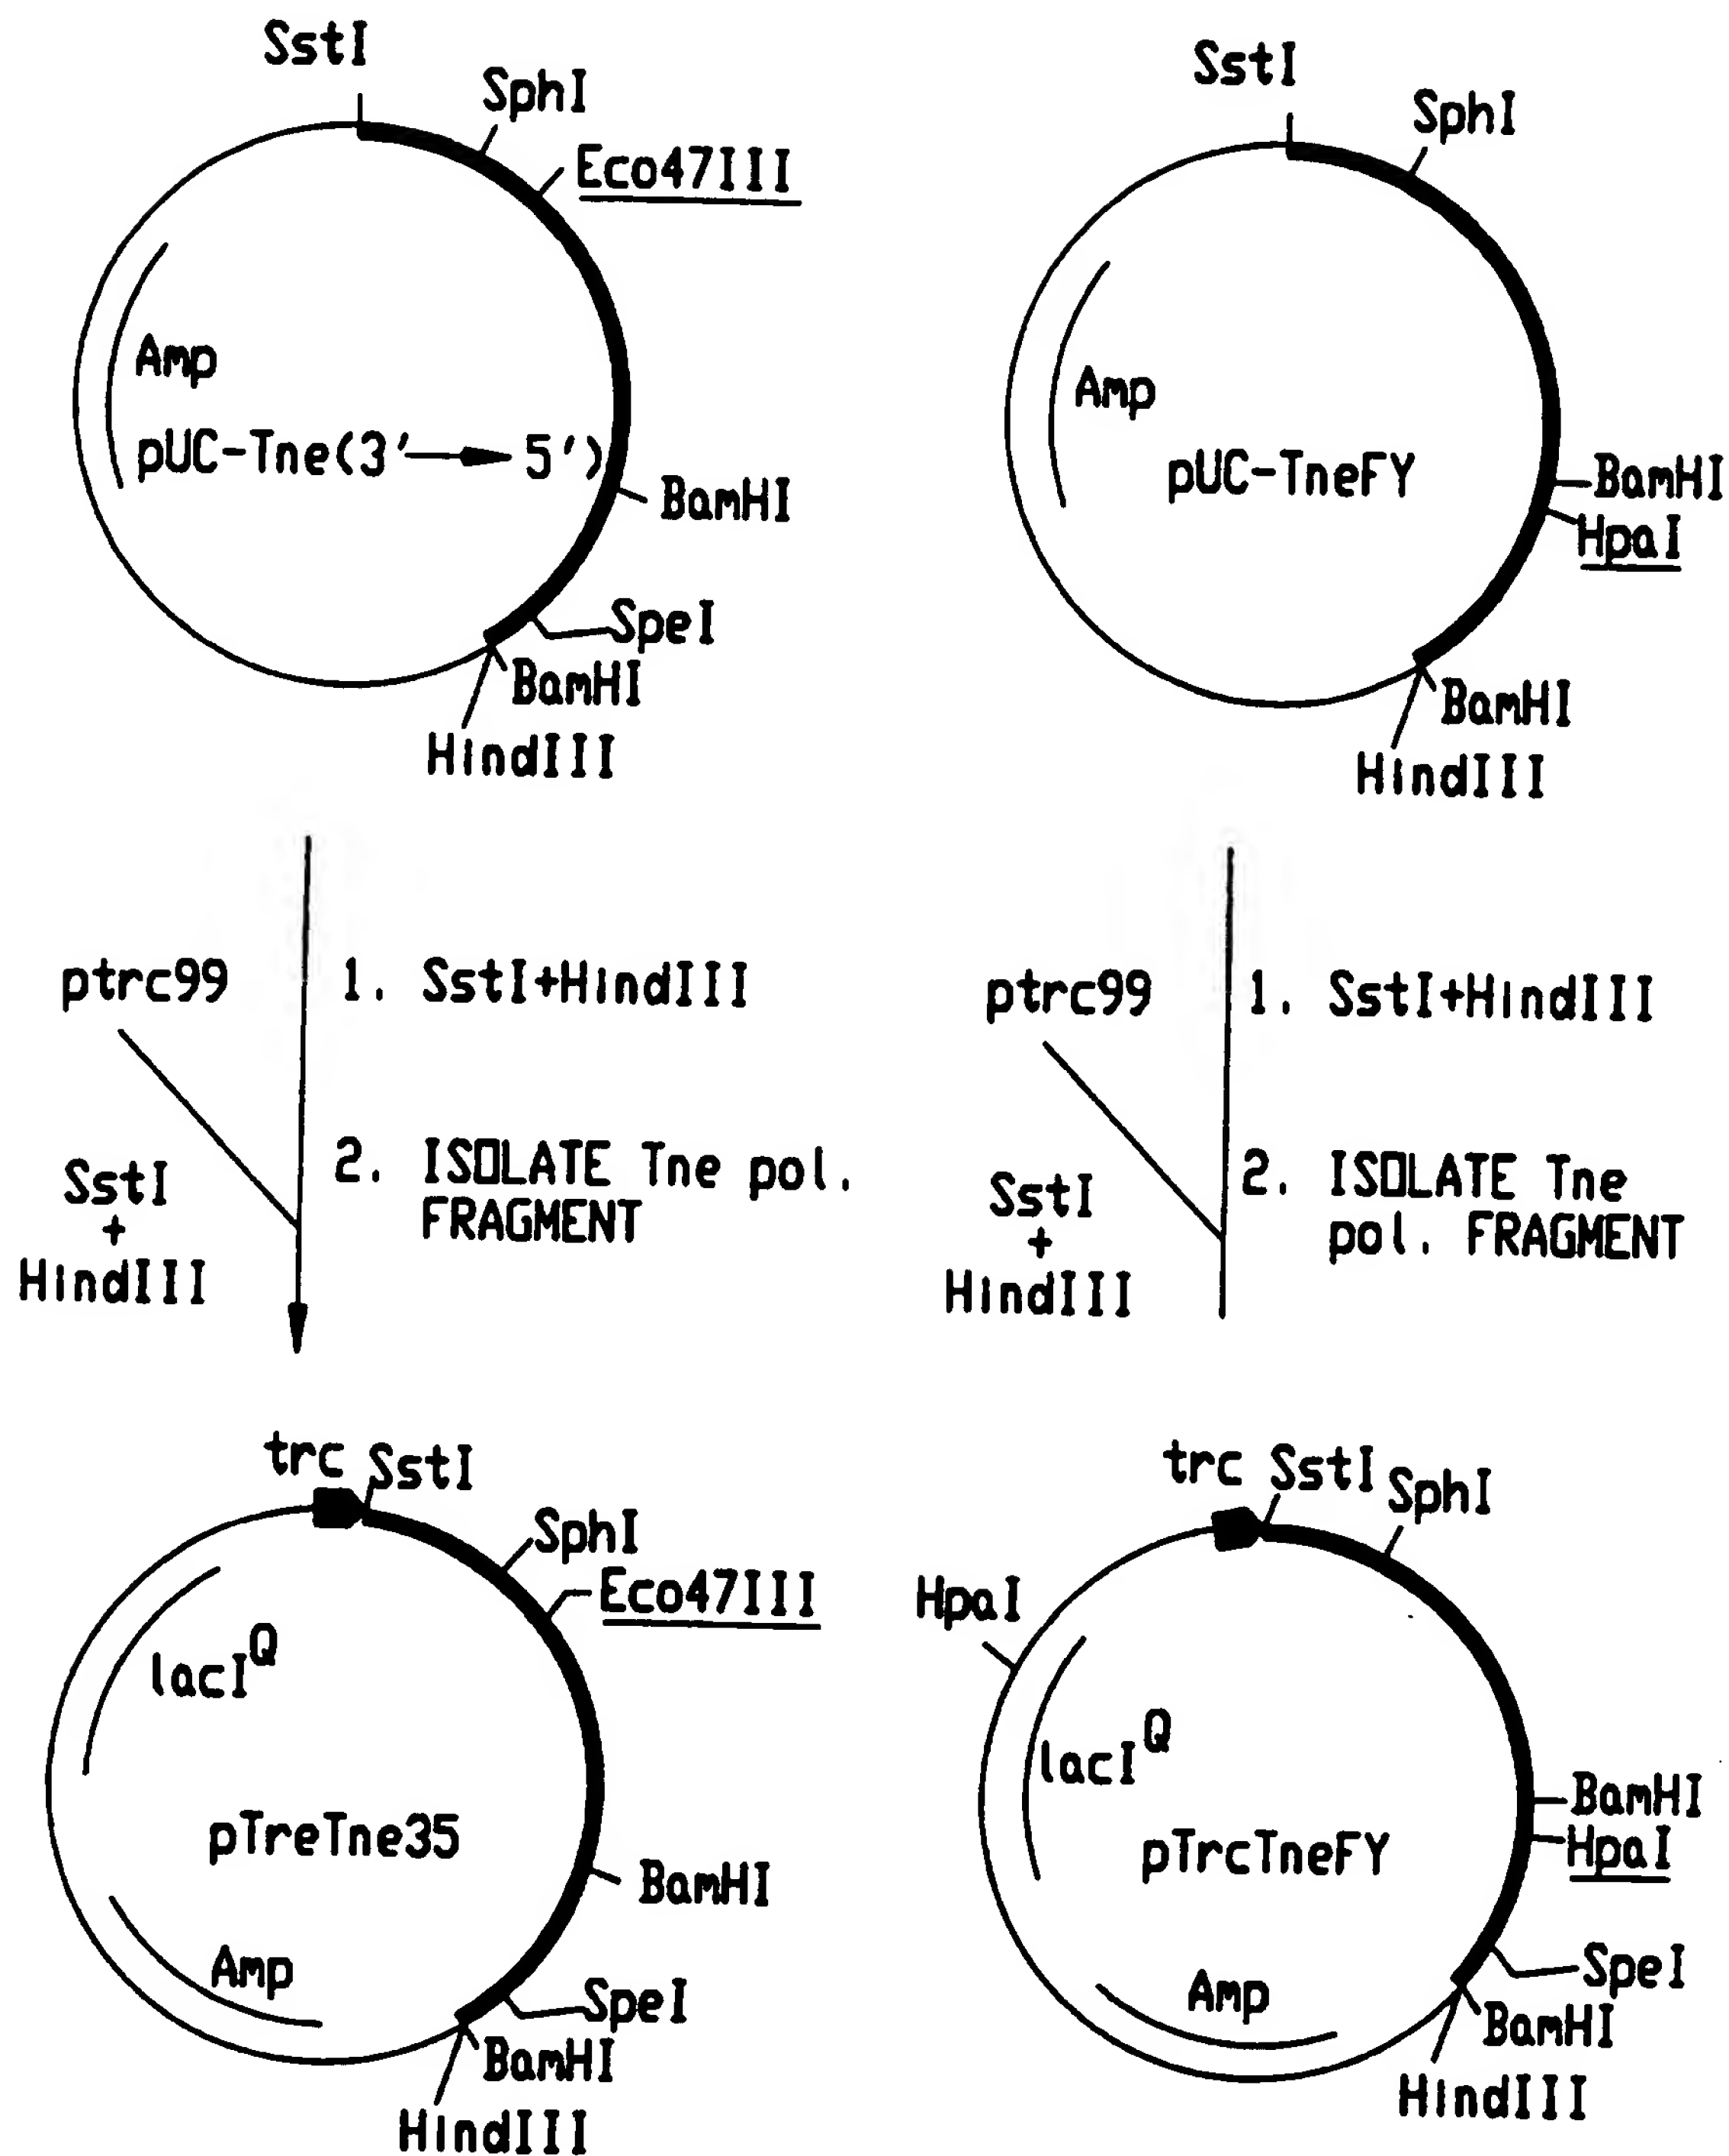 SstI
SphI
Eco47III
Amp
pUC-Tne(3'→5')
BamHI
SpeI
BamHI
HindIII
SstI
SphI
Amp
pUC-TneFY
BamHI
HpaI
BamHI
HindIII
ptrc99
1. SstI+HindIII
SstI
+
HindIII
2. ISOLATE Tne pol.
FRAGMENT
ptrc99
1. SstI+HindIII
SstI
+
HindIII
2. ISOLATE Tne
pol. FRAGMENT
trc SstI
SphI
Eco47III
lacI^Q
pTreTne35
BamHI
Amp
SpeI
BamHI
HindIII
trc SstI
SphI
HpaI
lacI^Q
pTrcTneFY
BamHI
HpaI
Amp
SpeI
BamHI
HindIII